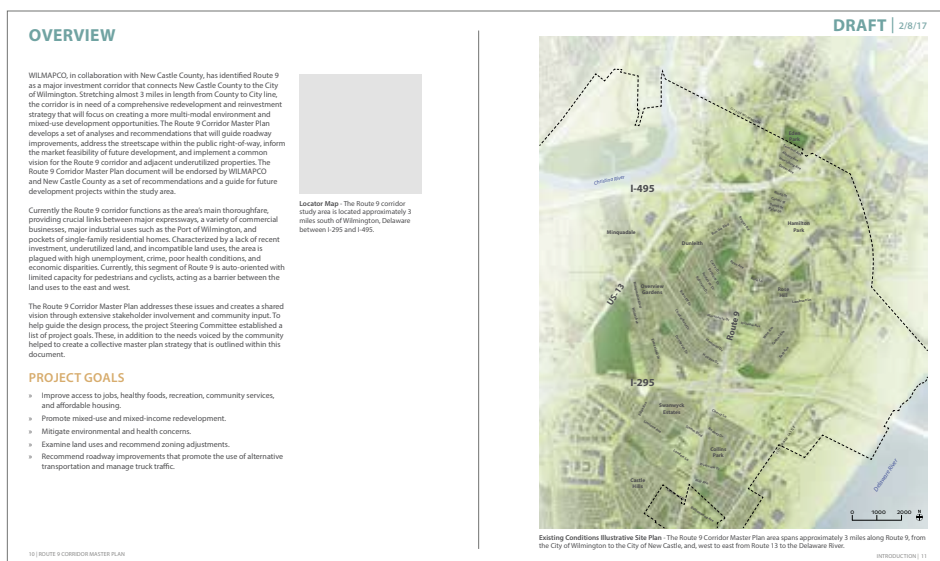 OVERVIEW
WILMAPCO, in collaboration with New Castle County, has identified Route 9
as a major investment corridor that connects New Castle County to the City
of Wilmington. Stretching almost 3 miles in length from County to City line,
the corridor is in need of a comprehensive redevelopment and reinvestment
strategy that will focus on creating a more multi-modal environment and
mixed-use development opportunities. The Route 9 Corridor Master Plan
develops a set of analyses and recommendations that will guide roadway
improvements, address the streetscape within the public right-of-way, inform
the market feasibility of future development, and implement a common
vision for the Route 9 corridor and adjacent underutilized properties. The
Route 9 Corridor Master Plan document will be endorsed by WILMAPCO
and New Castle County as a set of recommendations and a guide for future
development projects within the study area.
Currently the Route 9 corridor functions as the area's main thoroughfare,
providing crucial links between major expressways, a variety of commercial
businesses, major industrial uses such as the Port of Wilmington, and
pockets of single-family residential homes. Characterized by a lack of recent
investment, underutilized land, and incompatible land uses, the area is
plagued with high unemployment, crime, poor health conditions, and
economic disparities. Currently, this segment of Route 9 is auto-oriented with
limited capacity for pedestrians and cyclists, acting as a barrier between the
land uses to the east and west.
The Route 9 Corridor Master Plan addresses these issues and creates a shared
vision through extensive stakeholder involvement and community input. To
help guide the design process, the project Steering Committee established a
list of project goals. These, in addition to the needs voiced by the community
helped to create a collective master plan strategy that is outlined within this
document.
PROJECT GOALS
» Improve access to jobs, healthy foods, recreation, community services,
and affordable housing.
» Promote mixed-use and mixed-income redevelopment.
» Mitigate environmental and health concerns.
» Examine land uses and recommend zoning adjustments.
» Recommend roadway improvements that promote the use of alternative
transportation and manage truck traffic.
Locator Map - The Route 9 corridor
study area is located approximately 3
miles south of Wilmington, Delaware
between I-295 and I-495.
10 | ROUTE 9 CORRIDOR MASTER PLAN
DRAFT | 2/8/17
Christina River
I-495
Minquadale
Hamilton
Park
Dunleith
Overview
Gardens
Rose
Hill
US-13
Route 9
I-295
Swanwyck
Estates
Collins
Park
Castle
Hills
Delaware River
0 1000 2000 N
Existing Conditions Illustrative Site Plan - The Route 9 Corridor Master Plan area spans approximately 3 miles along Route 9, from
the City of Wilmington to the City of New Castle, and, west to east from Route 13 to the Delaware River.
INTRODUCTION | 11